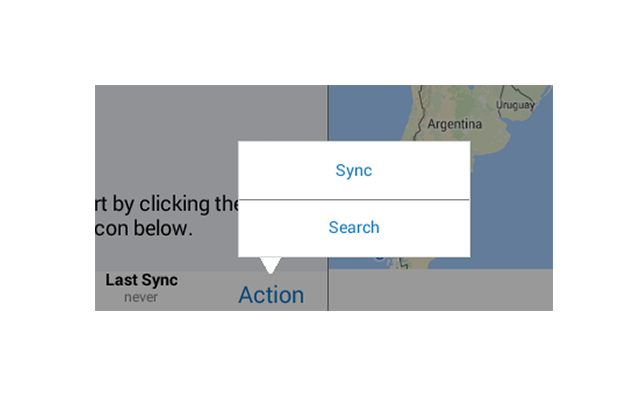 Uruguay
Argentina
Sync
rt by clicking the
con below.
Search
Last Sync
never
Action